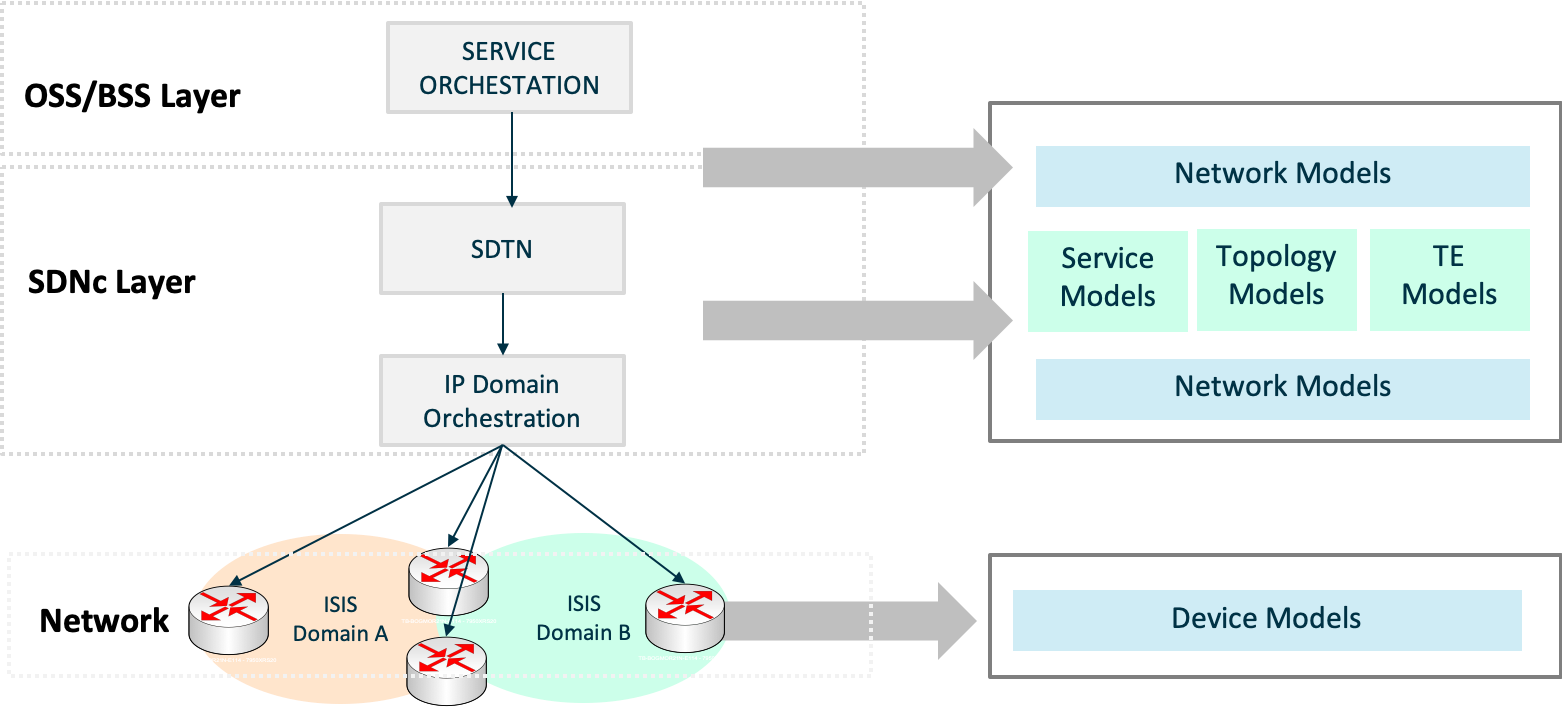 SERVICE
ORCHESTATION
OSS/BSS Layer
Network Models
SDTN
SDNc Layer
Service
Models
Topology
Models
TE
Models
IP Domain
Orchestration
Network Models
Network
ISIS
Domain A
ISIS
Domain B
Device Models